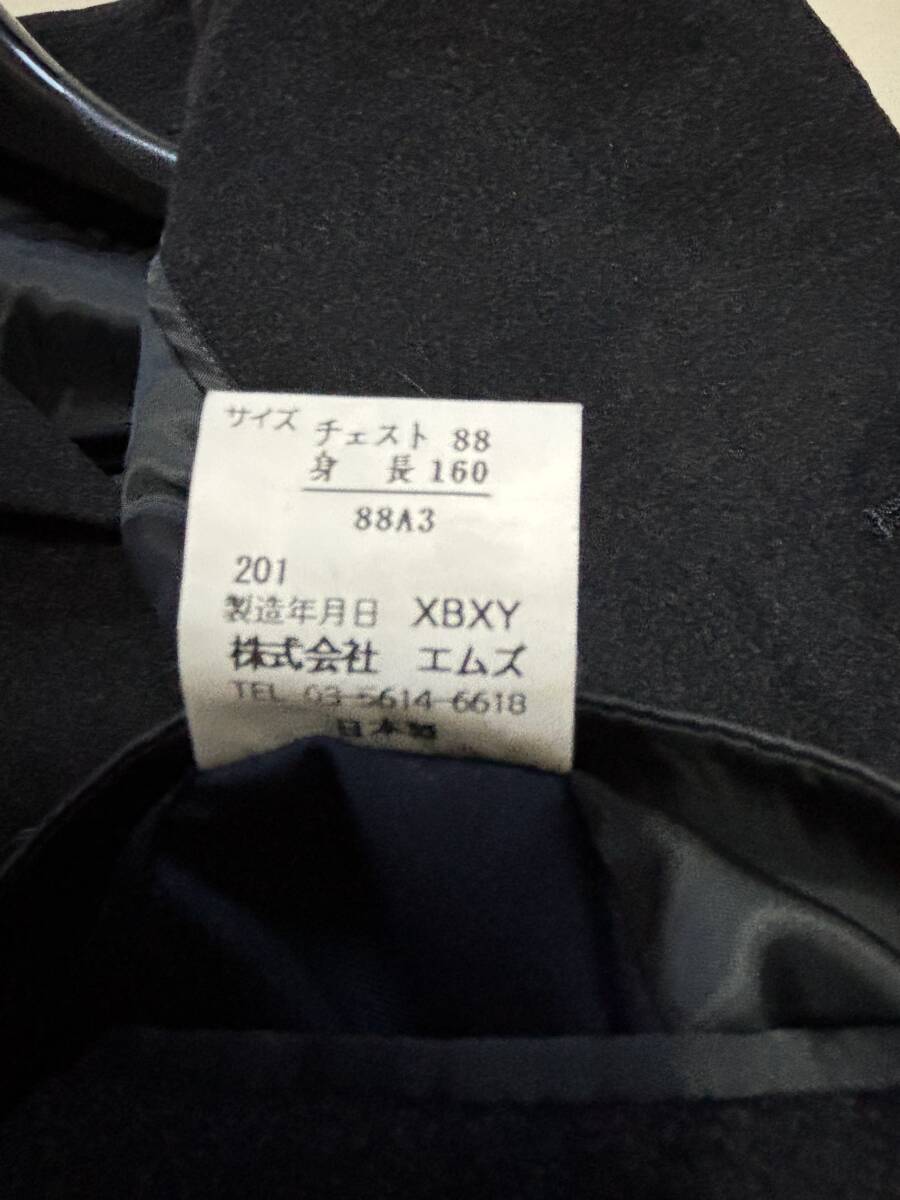 サイズ チェスト 88
身 長 160
88A3
201
製造年月日 XBXY
株式会社 エムズ
TEL 03-5614-6618
日本製